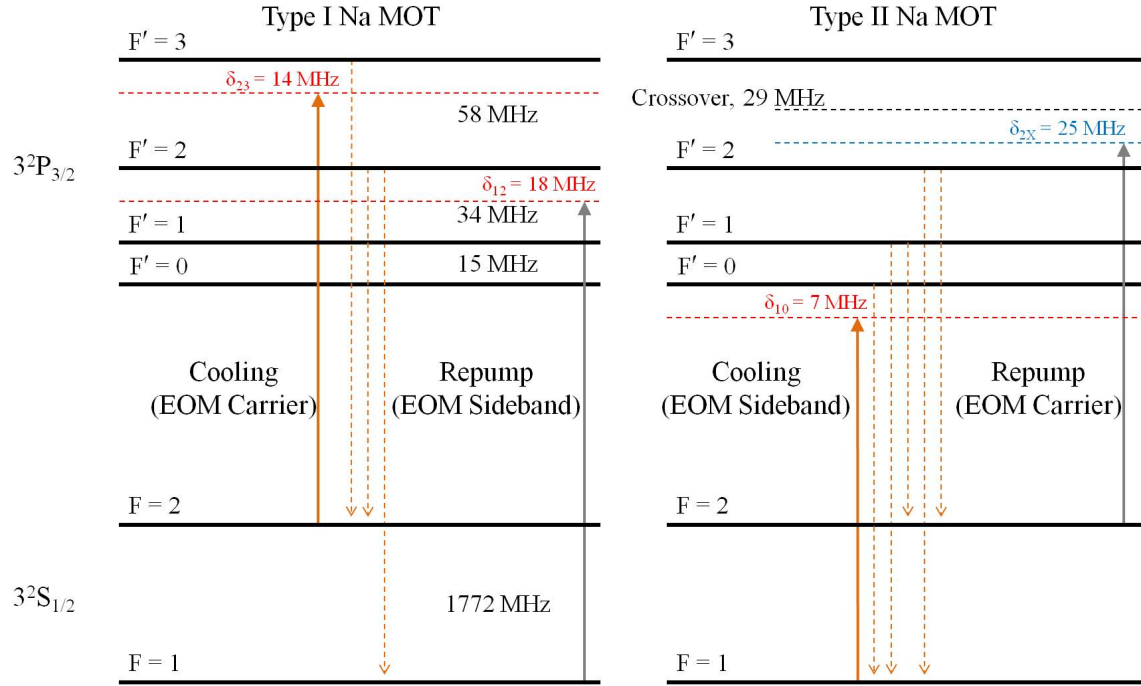 Type I Na MOT
Type II Na MOT
F′ = 3
F′ = 3
δ₂₃ = 14 MHz
58 MHz
Crossover, 29 MHz
δ₂X = 25 MHz
3²P₃/₂
F′ = 2
F′ = 2
δ₁₂ = 18 MHz
34 MHz
F′ = 1
F′ = 1
F′ = 0
15 MHz
F′ = 0
δ₁₀ = 7 MHz
Cooling
(EOM Carrier)
Repump
(EOM Sideband)
Cooling
(EOM Sideband)
Repump
(EOM Carrier)
F = 2
F = 2
3²S₁/₂
1772 MHz
F = 1
F = 1